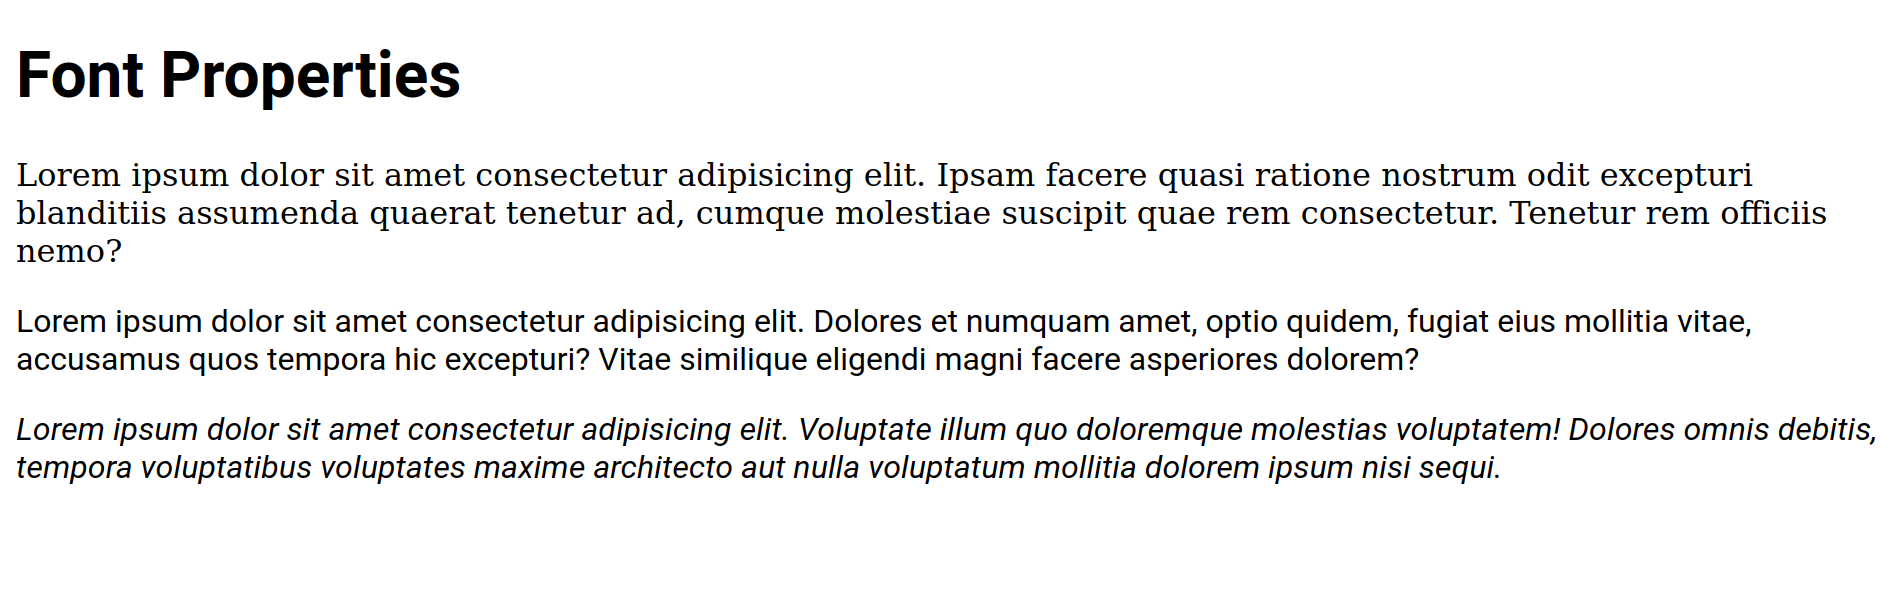 Font Properties
Lorem ipsum dolor sit amet consectetur adipisicing elit. Ipsam facere quasi ratione nostrum odit excepturi
blanditiis assumenda quaerat tenetur ad, cumque molestiae suscipit quae rem consectetur. Tenetur rem officiis
nemo?
Lorem ipsum dolor sit amet consectetur adipisicing elit. Dolores et numquam amet, optio quidem, fugiat eius mollitia vitae,
accusamus quos tempora hic excepturi? Vitae similique eligendi magni facere asperiores dolorem?
Lorem ipsum dolor sit amet consectetur adipisicing elit. Voluptate illum quo doloremque molestias voluptatem! Dolores omnis debitis,
tempora voluptatibus voluptates maxime architecto aut nulla voluptatum mollitia dolorem ipsum nisi sequi.